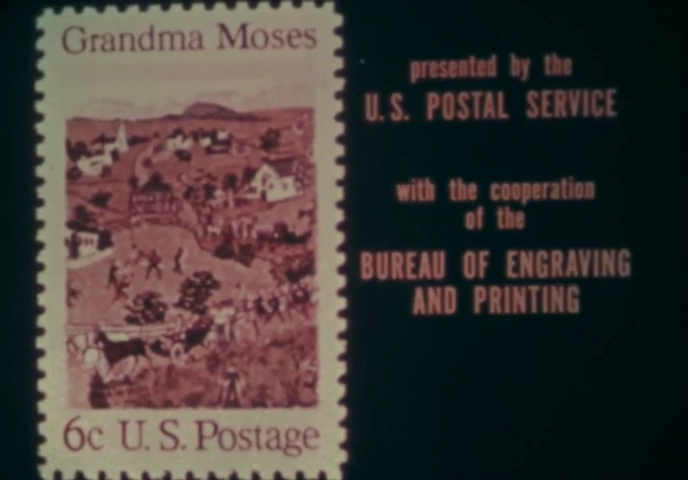 Grandma Moses
6c U.S. Postage
presented by the
U.S. POSTAL SERVICE
with the cooperation
of the
BUREAU OF ENGRAVING
AND PRINTING